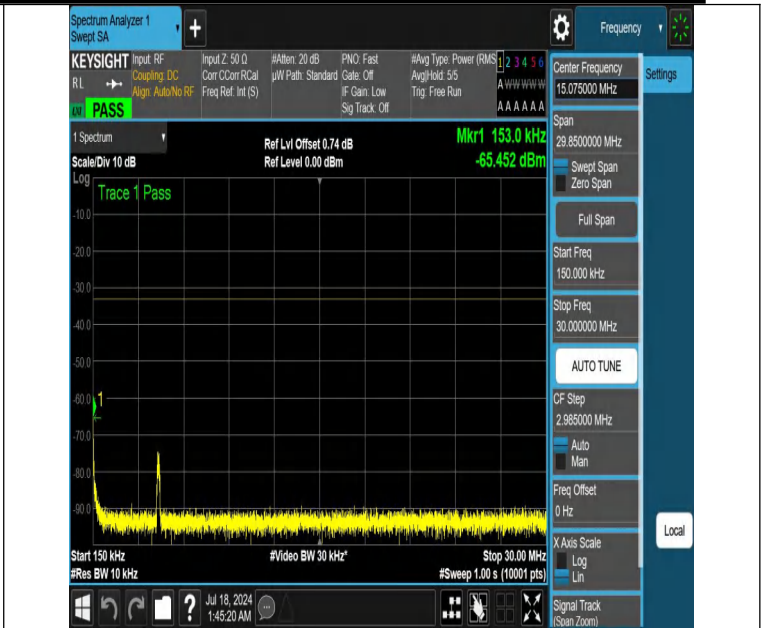 Spectrum Analyzer 1
Swept SA
+
Frequency
KEYSIGHT
RL
PASS
Input: RF
Coupling: DC
Align: Auto/No RF
Input Z: 50 Ω
Corr CCorr RCal
Freq Ref: Int (S)
#Atten: 20 dB
µW Path: Standard
PNO: Fast
Gate: Off
IF Gain: Low
Sig Track: Off
#Avg Type: Power (RMS
Avg|Hold: 5/5
Trig: Free Run
1 2 3 4 5 6
A W W W W W
A A A A A A
1 Spectrum
Scale/Div 10 dB
Ref Lvl Offset 0.74 dB
Ref Level 0.00 dBm
Mkr1 153.0 kHz
-65.452 dBm
Log
Trace 1 Pass
-10.0
-20.0
-30.0
-40.0
-50.0
-60.0
1
-70.0
-80.0
-90.0
Start 150 kHz
#Video BW 30 kHz*
Stop 30.00 MHz
#Res BW 10 kHz
#Sweep 1.00 s (10001 pts)
Jul 18, 2024
1:45:20 AM
Center Frequency
15.075000 MHz
Settings
Span
29.8500000 MHz
Swept Span
Zero Span
Full Span
Start Freq
150.000 kHz
Stop Freq
30.000000 MHz
AUTO TUNE
CF Step
2.985000 MHz
Auto
Man
Freq Offset
0 Hz
X Axis Scale
Log
Lin
Local
Signal Track
(Span Zoom)